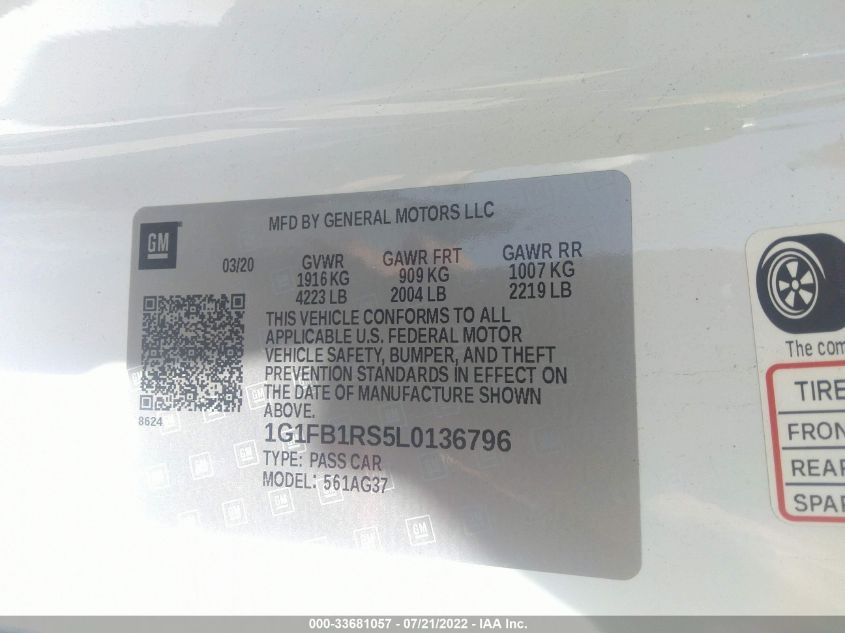 GM
MFD BY GENERAL MOTORS LLC
03/20
GVWR
1916 KG
4223 LB
GAWR FRT
909 KG
2004 LB
GAWR RR
1007 KG
2219 LB
THIS VEHICLE CONFORMS TO ALL
APPLICABLE U.S. FEDERAL MOTOR
VEHICLE SAFETY, BUMPER, AND THEFT
PREVENTION STANDARDS IN EFFECT ON
THE DATE OF MANUFACTURE SHOWN
ABOVE.
8624
1G1FB1RS5L0136796
TYPE: PASS CAR
MODEL: 561AG37
The com
TIRE
FRON
REAR
SPAR
000-33681057 - 07/21/2022 - IAA Inc.